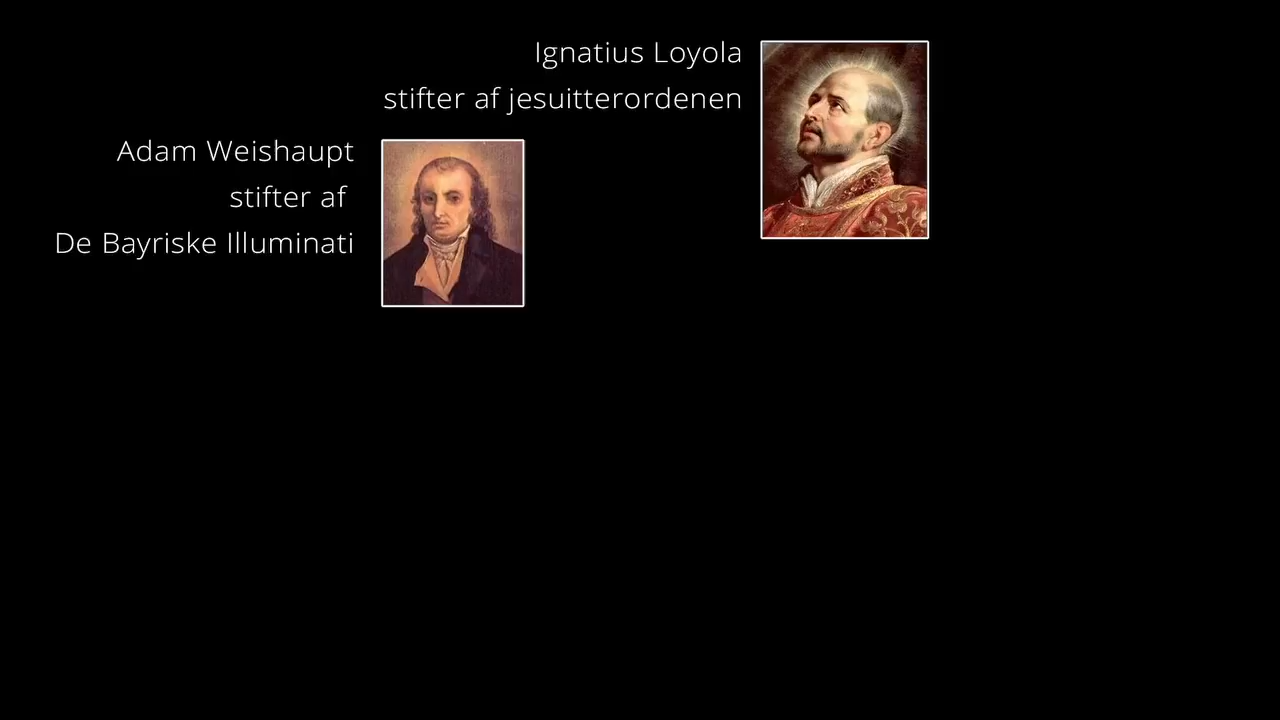 Ignatius Loyola
stifter af jesuitterordenen
Adam Weishaupt
stifter af
De Bayriske Illuminati